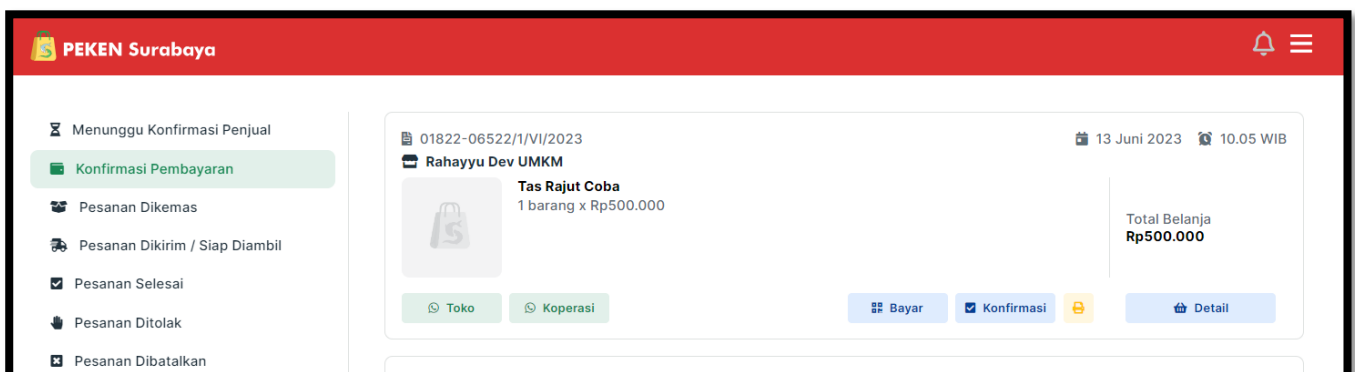 PEKEN Surabaya
Menunggu Konfirmasi Penjual
Konfirmasi Pembayaran
Pesanan Dikemas
Pesanan Dikirim / Siap Diambil
Pesanan Selesai
Pesanan Ditolak
Pesanan Dibatalkan
01822-06522/1/VI/2023
13 Juni 2023 10.05 WIB
Rahayyu Dev UMKM
Tas Rajut Coba
1 barang x Rp500.000
Total Belanja
Rp500.000
Toko Koperasi Bayar Konfirmasi Detail